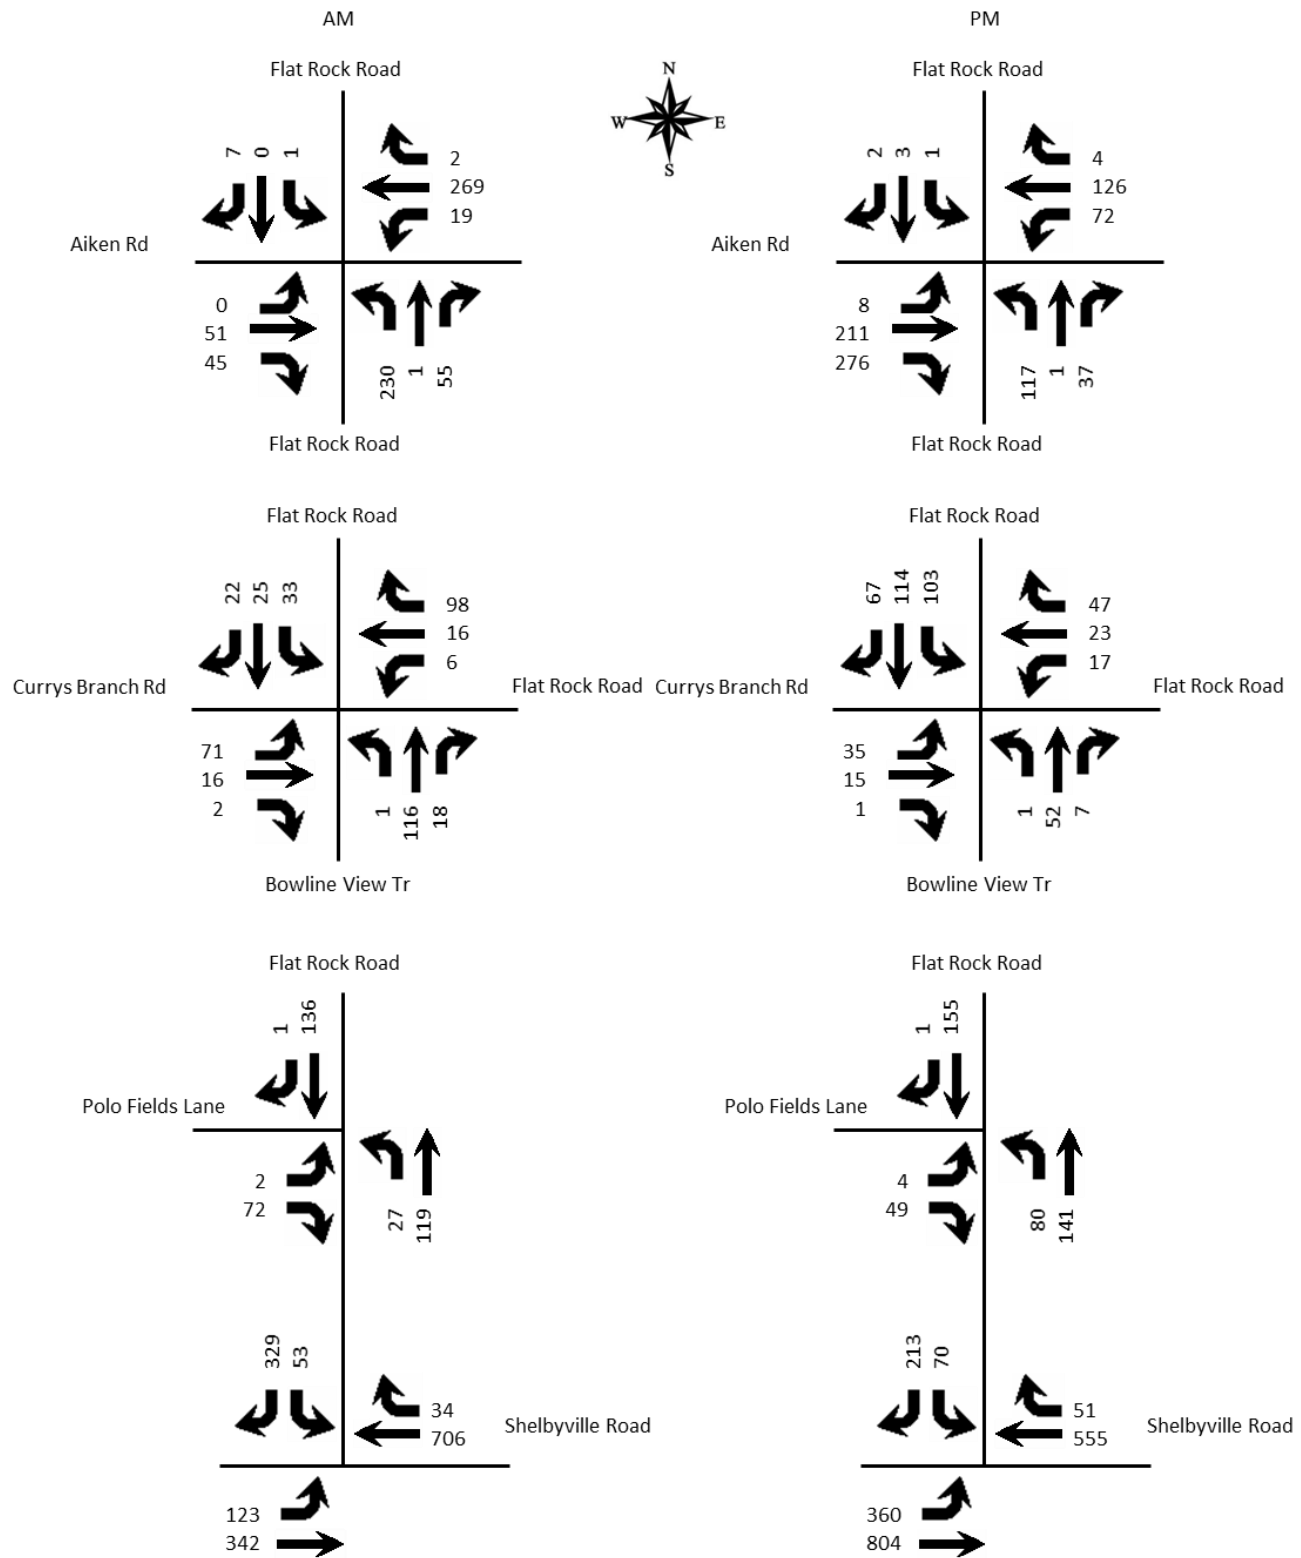 AM PM
Flat Rock Road Flat Rock Road
N
W E
S
7 0 1 2 3 1
2 4
269 126
19 72
Aiken Rd Aiken Rd
0 8
51 211
45 276
230 1 55 117 1 37
Flat Rock Road Flat Rock Road
Flat Rock Road Flat Rock Road
22 25 33 67 114 103
98 47
16 23
6 17
Currys Branch Rd Flat Rock Road Currys Branch Rd Flat Rock Road
71 35
16 15
2 1
1 116 18 1 52 7
Bowline View Tr Bowline View Tr
Flat Rock Road Flat Rock Road
1 136 1 155
Polo Fields Lane Polo Fields Lane
2 4
72 49
27 119 80 141
329 53 213 70
34 51
706 555
Shelbyville Road Shelbyville Road
123 360
342 804